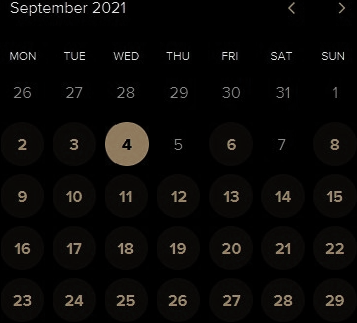 September 2021 < >
MON TUE WED THU FRI SAT SUN
26 27 28 29 30 31 1
2 3 4 5 6 7 8
9 10 11 12 13 14 15
16 17 18 19 20 21 22
23 24 25 26 27 28 29